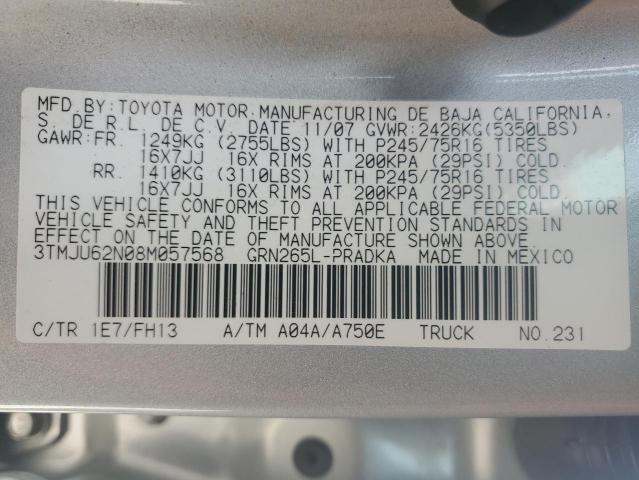 MFD.BY:TOYOTA MOTOR MANUFACTURING DE BAJA CALIFORNIA,
S. DE R.L. DE C.V. DATE 11/07 GVWR:2426KG(5350LBS)
GAWR:FR. 1249KG (2755LBS) WITH P245/75R16 TIRES
16X7JJ 16X RIMS AT 200KPA (29PSI) COLD.
RR. 1410KG (3110LBS) WITH P245/75R16 TIRES
16X7JJ 16X RIMS AT 200KPA (29PSI) COLD.
THIS VEHICLE CONFORMS TO ALL APPLICABLE FEDERAL MOTOR
VEHICLE SAFETY AND THEFT PREVENTION STANDARDS IN
EFFECT ON THE DATE OF MANUFACTURE SHOWN ABOVE.
3TMJU62N08M057568 GRN265L-PRADKA MADE IN MEXICO
C/TR 1E7/FH13 A/TM A04A/A750E TRUCK NO.231